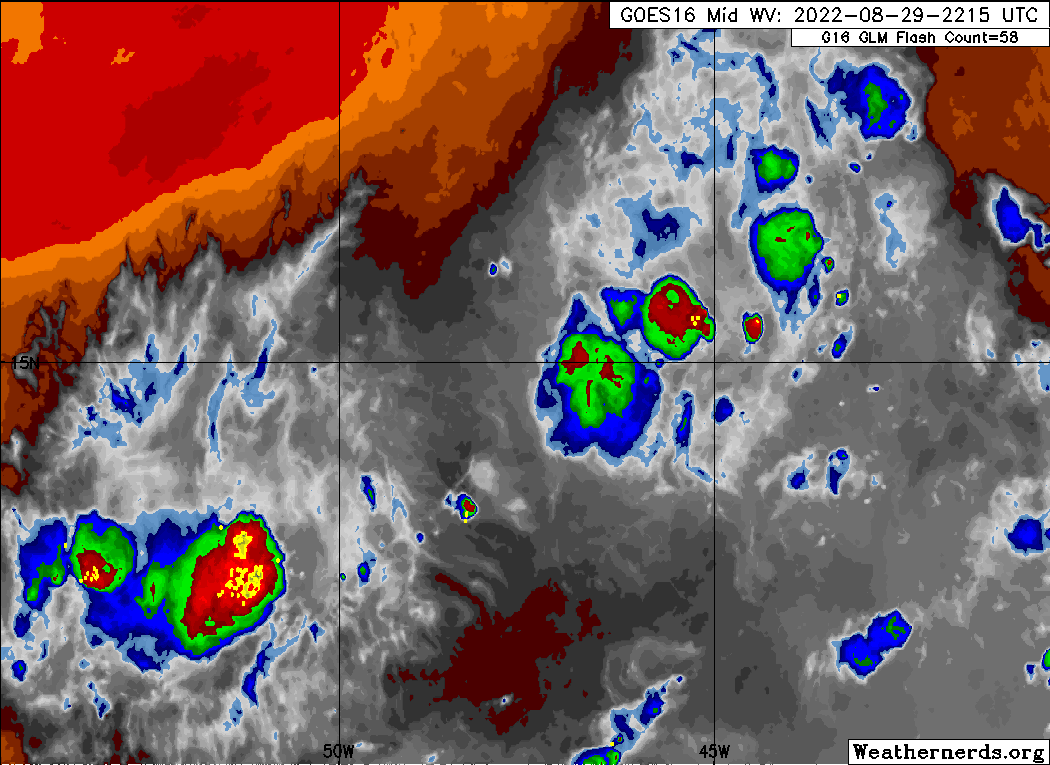 GOES16 Mid WV: 2022-08-29-2215 UTC
G16 GLM Flash Count=58
15N
50W
45W
Weathernerds.org